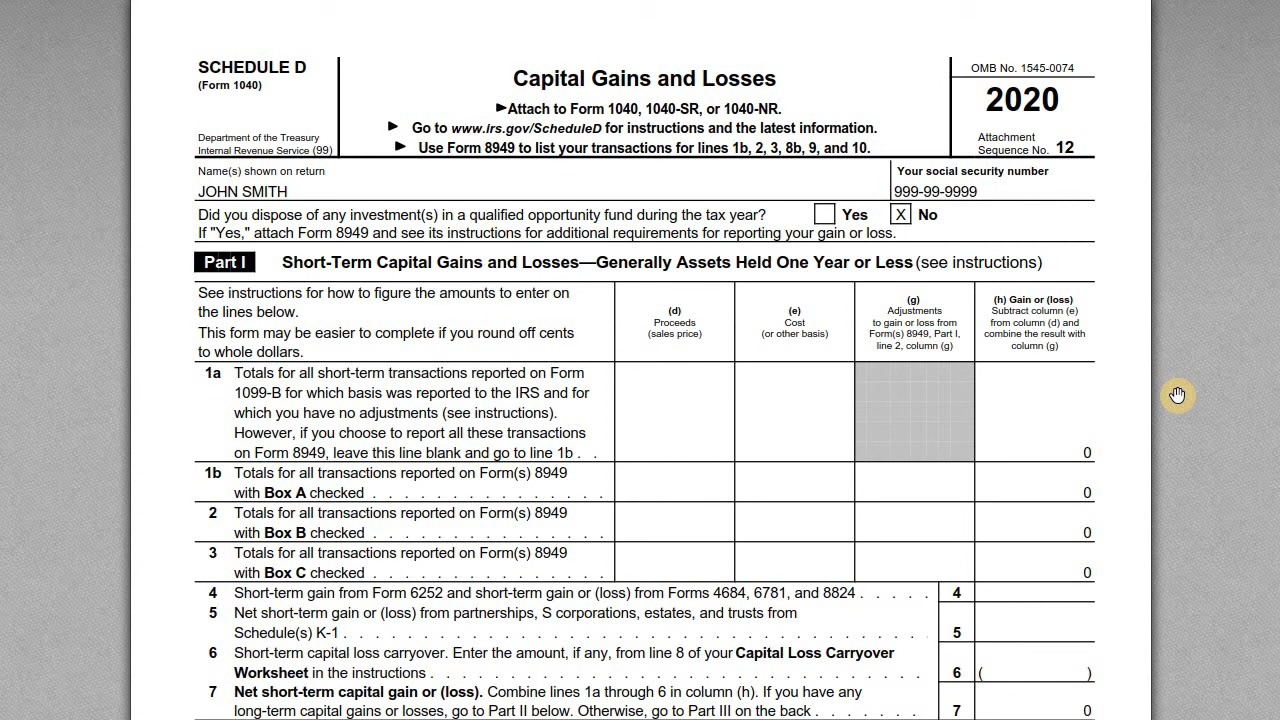 SCHEDULE D
(Form 1040)
Department of the Treasury
Internal Revenue Service (99)
Capital Gains and Losses
►Attach to Form 1040, 1040-SR, or 1040-NR.
► Go to www.irs.gov/ScheduleD for instructions and the latest information.
► Use Form 8949 to list your transactions for lines 1b, 2, 3, 8b, 9, and 10.
OMB No. 1545-0074
2020
Attachment
Sequence No. 12
Name(s) shown on return
JOHN SMITH
Your social security number
999-99-9999
Did you dispose of any investment(s) in a qualified opportunity fund during the tax year? Yes X No
If "Yes," attach Form 8949 and see its instructions for additional requirements for reporting your gain or loss.
Part I Short-Term Capital Gains and Losses—Generally Assets Held One Year or Less (see instructions)
See instructions for how to figure the amounts to enter on
the lines below.
This form may be easier to complete if you round off cents
to whole dollars.
(d)
Proceeds
(sales price)
(e)
Cost
(or other basis)
(g)
Adjustments
to gain or loss from
Form(s) 8949, Part I,
line 2, column (g)
(h) Gain or (loss)
Subtract column (e)
from column (d) and
combine the result with
column (g)
1a Totals for all short-term transactions reported on Form
1099-B for which basis was reported to the IRS and for
which you have no adjustments (see instructions).
However, if you choose to report all these transactions
on Form 8949, leave this line blank and go to line 1b . . 0
1b Totals for all transactions reported on Form(s) 8949
with Box A checked . . . . . . . . . . . . . . 0
2 Totals for all transactions reported on Form(s) 8949
with Box B checked . . . . . . . . . . . . . . 0
3 Totals for all transactions reported on Form(s) 8949
with Box C checked . . . . . . . . . . . . . . 0
4 Short-term gain from Form 6252 and short-term gain or (loss) from Forms 4684, 6781, and 8824 . . . . . 4
5 Net short-term gain or (loss) from partnerships, S corporations, estates, and trusts from
Schedule(s) K-1 . . . . . . . . . . . . . . . . . . . . . . . . . . . . . . . 5
6 Short-term capital loss carryover. Enter the amount, if any, from line 8 of your Capital Loss Carryover
Worksheet in the instructions . . . . . . . . . . . . . . . . . . . . . . . . . . 6 ( )
7 Net short-term capital gain or (loss). Combine lines 1a through 6 in column (h). If you have any
long-term capital gains or losses, go to Part II below. Otherwise, go to Part III on the back . . . . . . 7 0